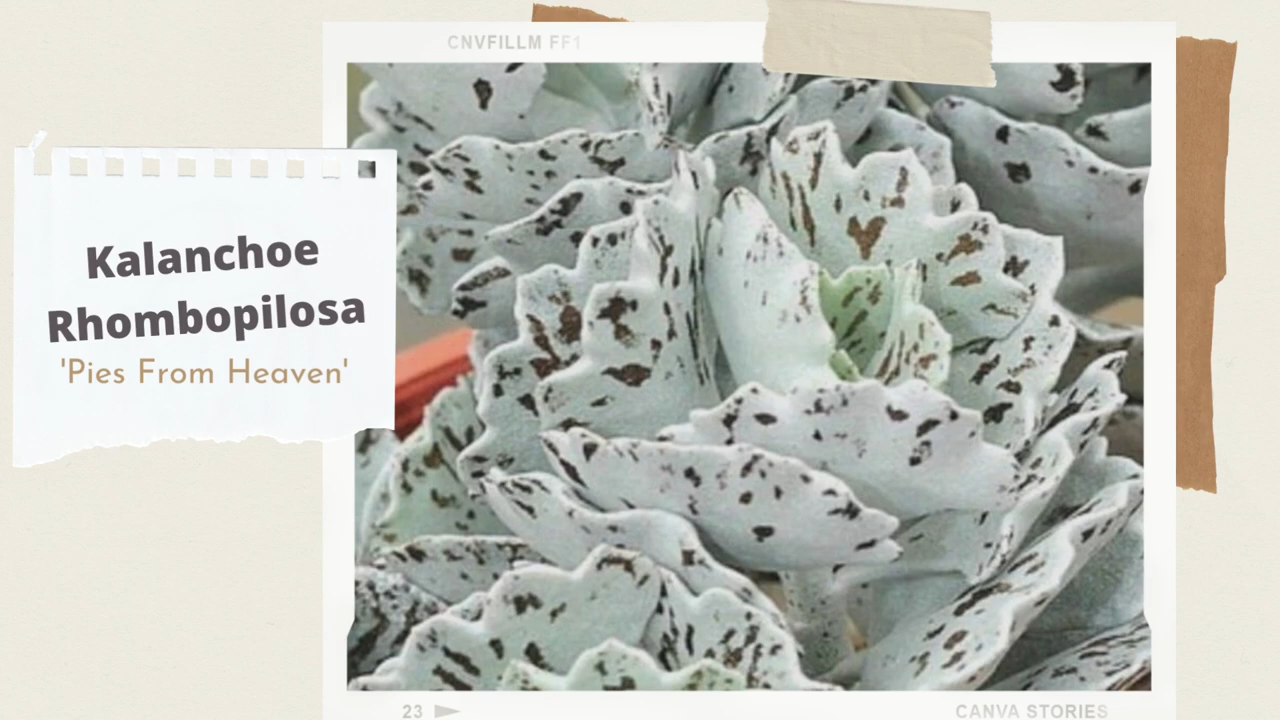 CNVFILLM FF1
Kalanchoe
Rhombopilosa
'Pies From Heaven'
23
CANVA STORIES